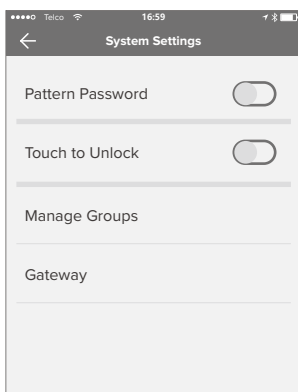 Telco 16:59
System Settings
Pattern Password
Touch to Unlock
Manage Groups
Gateway